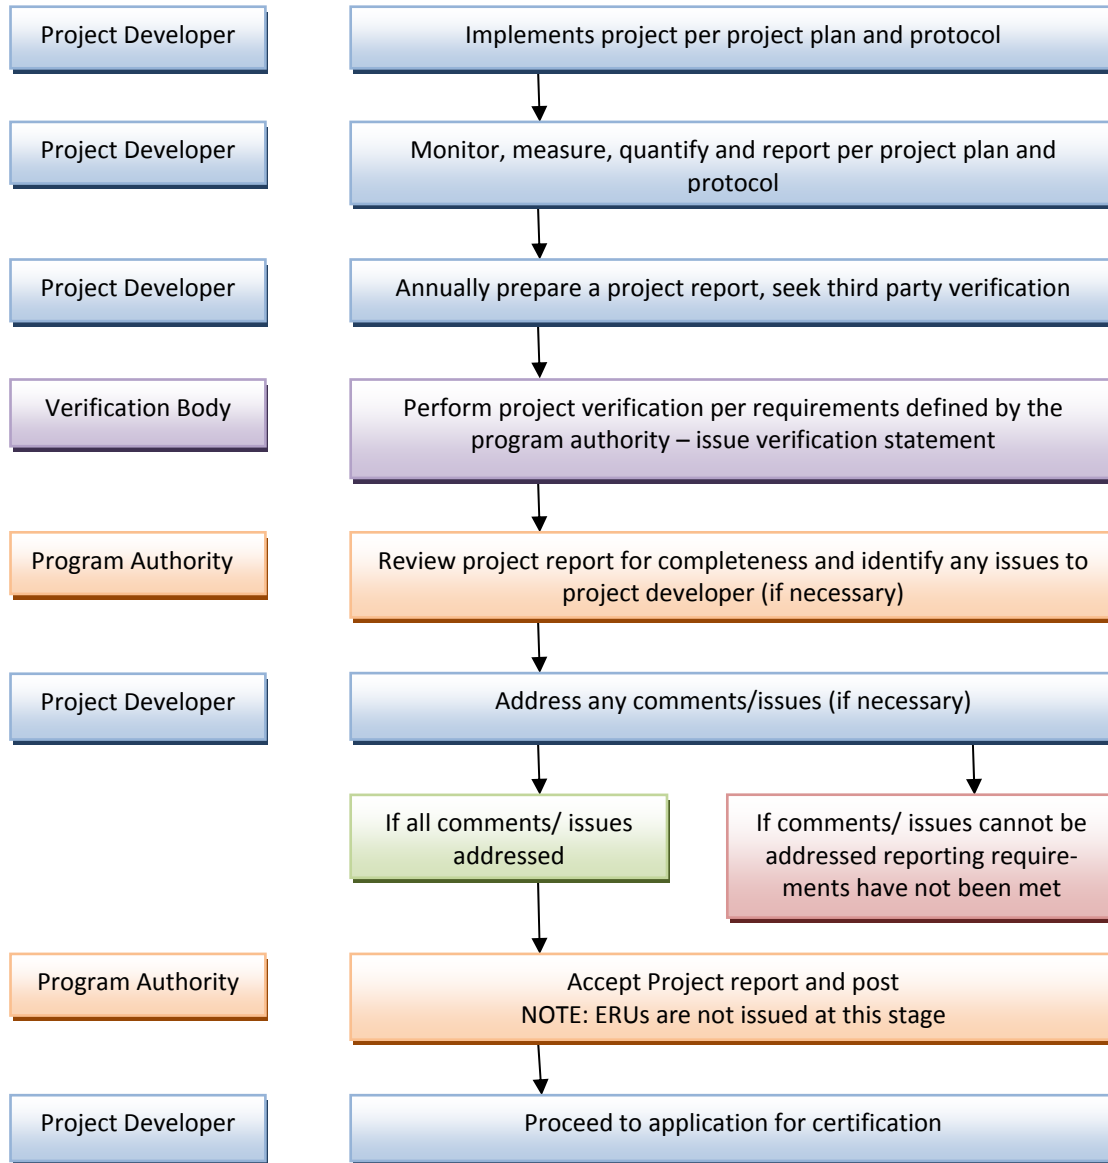 Project Developer
Implements project per project plan and protocol
Project Developer
Monitor, measure, quantify and report per project plan and
protocol
Project Developer
Annually prepare a project report, seek third party verification
Verification Body
Perform project verification per requirements defined by the
program authority – issue verification statement
Program Authority
Review project report for completeness and identify any issues to
project developer (if necessary)
Project Developer
Address any comments/issues (if necessary)
If all comments/ issues
addressed
If comments/ issues cannot be
addressed reporting require-
ments have not been met
Program Authority
Accept Project report and post
NOTE: ERUs are not issued at this stage
Project Developer
Proceed to application for certification